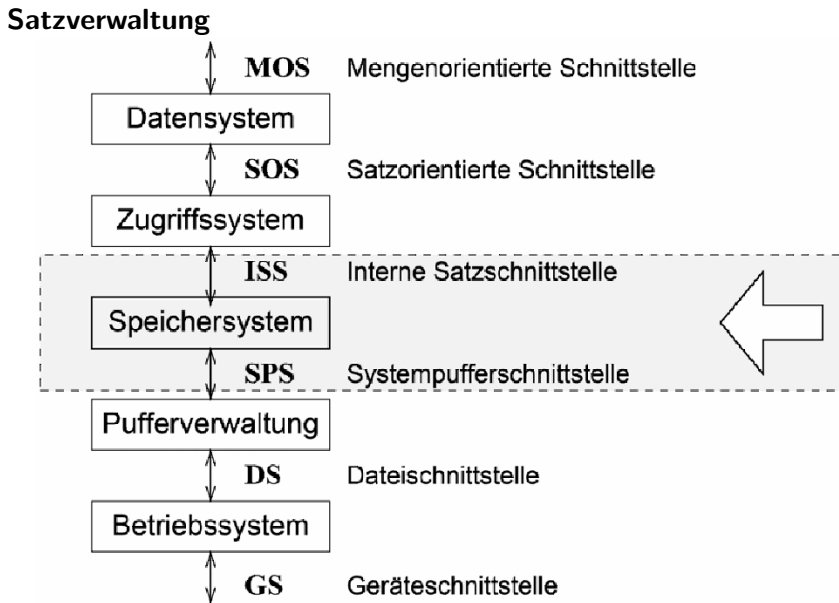 Satzverwaltung
MOS Mengenorientierte Schnittstelle
Datensystem
SOS Satzorientierte Schnittstelle
Zugriffssystem
ISS Interne Satzschnittstelle
Speichersystem
SPS Systempufferschnittstelle
Pufferverwaltung
DS Dateischnittstelle
Betriebssystem
GS Geräteschnittstelle